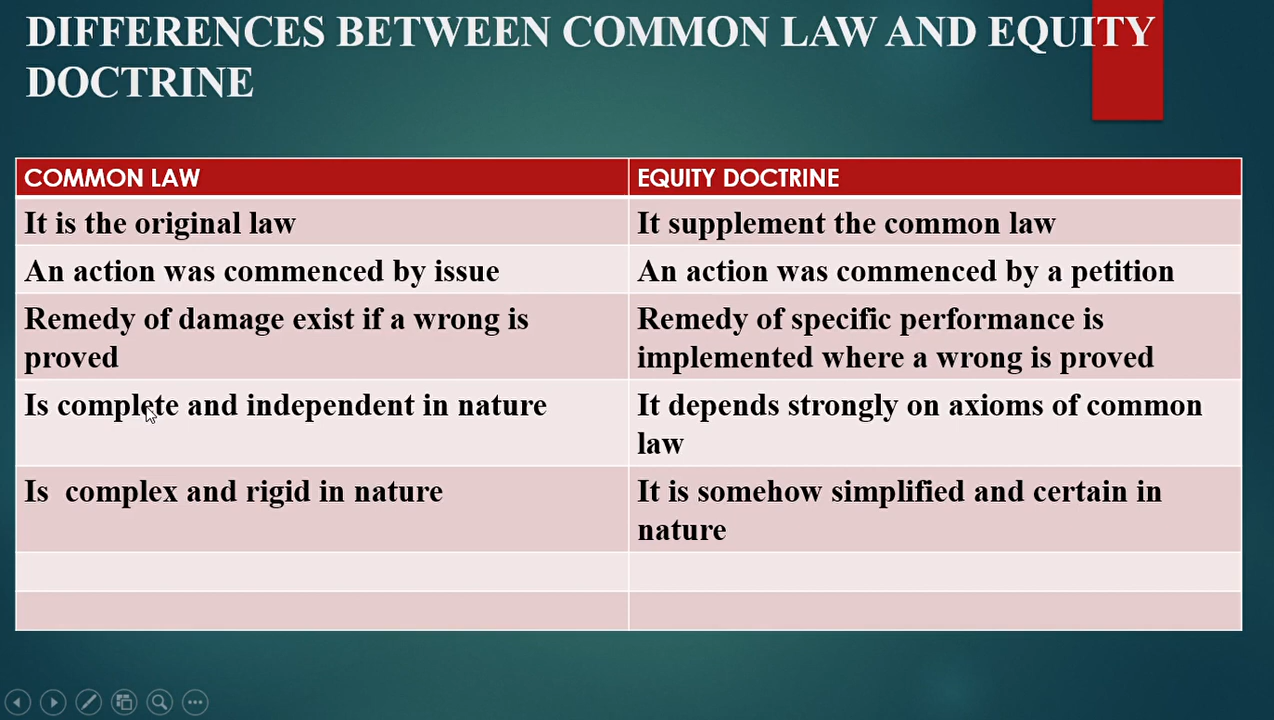 DIFFERENCES BETWEEN COMMON LAW AND EQUITY
DOCTRINE
COMMON LAW
EQUITY DOCTRINE
It is the original law
It supplement the common law
An action was commenced by issue
An action was commenced by a petition
Remedy of damage exist if a wrong is
proved
Remedy of specific performance is
implemented where a wrong is proved
Is complete and independent in nature
It depends strongly on axioms of common
law
Is complex and rigid in nature
It is somehow simplified and certain in
nature